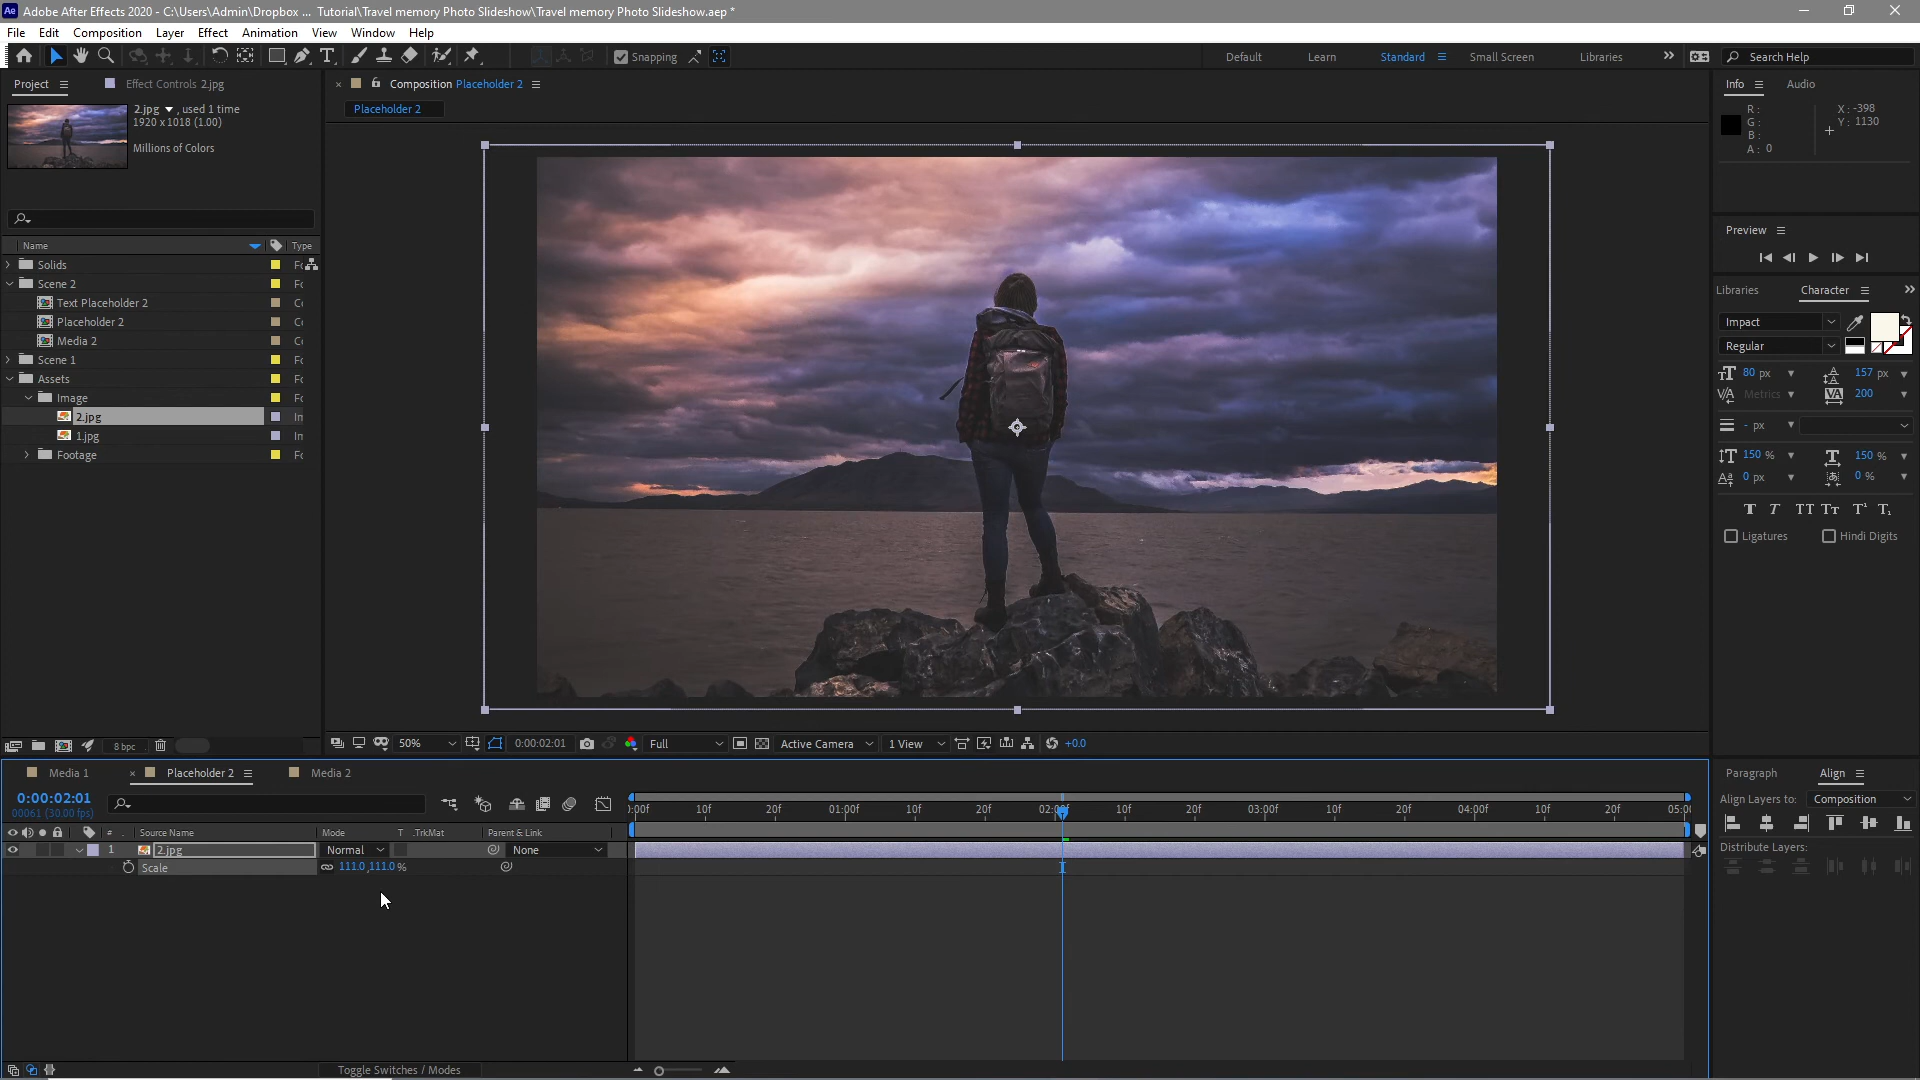 Adobe After Effects 2020 - C:\Users\Admin\Dropbox ... Tutorial\Travel memory Photo Slideshow\Travel memory Photo Slideshow.aep *
File Edit Composition Layer Effect Animation View Window Help
Snapping
Default Learn Standard Small Screen Libraries
Search Help
Project
Effect Controls 2.jpg
2.jpg , used 1 time
1920 x 1018 (1.00)
Millions of Colors
Name Type
Solids
Scene 2
Text Placeholder 2
Placeholder 2
Media 2
Scene 1
Assets
Image
2.jpg
1.jpg
Footage
8 bpc
Composition Placeholder 2
Placeholder 2
50% 0:00:02:01 Full Active Camera 1 View +0.0
Info Audio
R :
G :
B :
A : 0
X : -398
Y : 1130
Preview
Libraries Character
Impact
Regular
80 px 157 px
Metrics 200
- px
150 % 150 %
0 px 0 %
T T TT Tr T¹ T₁
Ligatures Hindi Digits
Media 1 Placeholder 2 Media 2
0:00:02:01
00061 (30.00 fps)
# Source Name Mode T .TrkMat Parent & Link
1 2.jpg Normal None
Scale 111.0,111.0 %
:00f 10f 20f 01:00f 10f 20f 02:00f 10f 20f 03:00f 10f 20f 04:00f 10f 20f 05:00
Toggle Switches / Modes
Paragraph Align
Align Layers to: Composition
Distribute Layers: